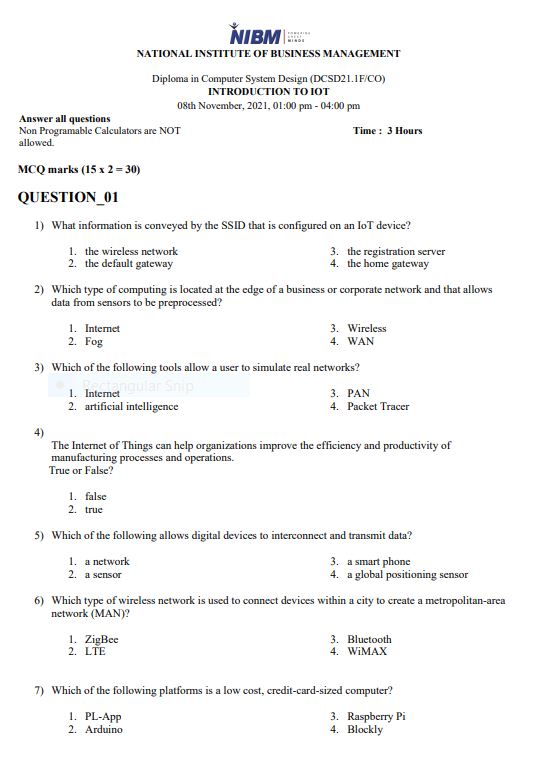 NIBM
POWERING
GREAT
MINDS
NATIONAL INSTITUTE OF BUSINESS MANAGEMENT
Diploma in Computer System Design (DCSD21.1F/CO)
INTRODUCTION TO IOT
08th November, 2021, 01:00 pm - 04:00 pm
Answer all questions
Non Programable Calculators are NOT Time : 3 Hours
allowed.
MCQ marks (15 x 2 = 30)
QUESTION_01
1) What information is conveyed by the SSID that is configured on an IoT device?
1. the wireless network 3. the registration server
2. the default gateway 4. the home gateway
2) Which type of computing is located at the edge of a business or corporate network and that allows
data from sensors to be preprocessed?
1. Internet 3. Wireless
2. Fog 4. WAN
3) Which of the following tools allow a user to simulate real networks?
Rectangular Snip
1. Internet 3. PAN
2. artificial intelligence 4. Packet Tracer
4)
The Internet of Things can help organizations improve the efficiency and productivity of
manufacturing processes and operations.
True or False?
1. false
2. true
5) Which of the following allows digital devices to interconnect and transmit data?
1. a network 3. a smart phone
2. a sensor 4. a global positioning sensor
6) Which type of wireless network is used to connect devices within a city to create a metropolitan-area
network (MAN)?
1. ZigBee 3. Bluetooth
2. LTE 4. WiMAX
7) Which of the following platforms is a low cost, credit-card-sized computer?
1. PL-App 3. Raspberry Pi
2. Arduino 4. Blockly